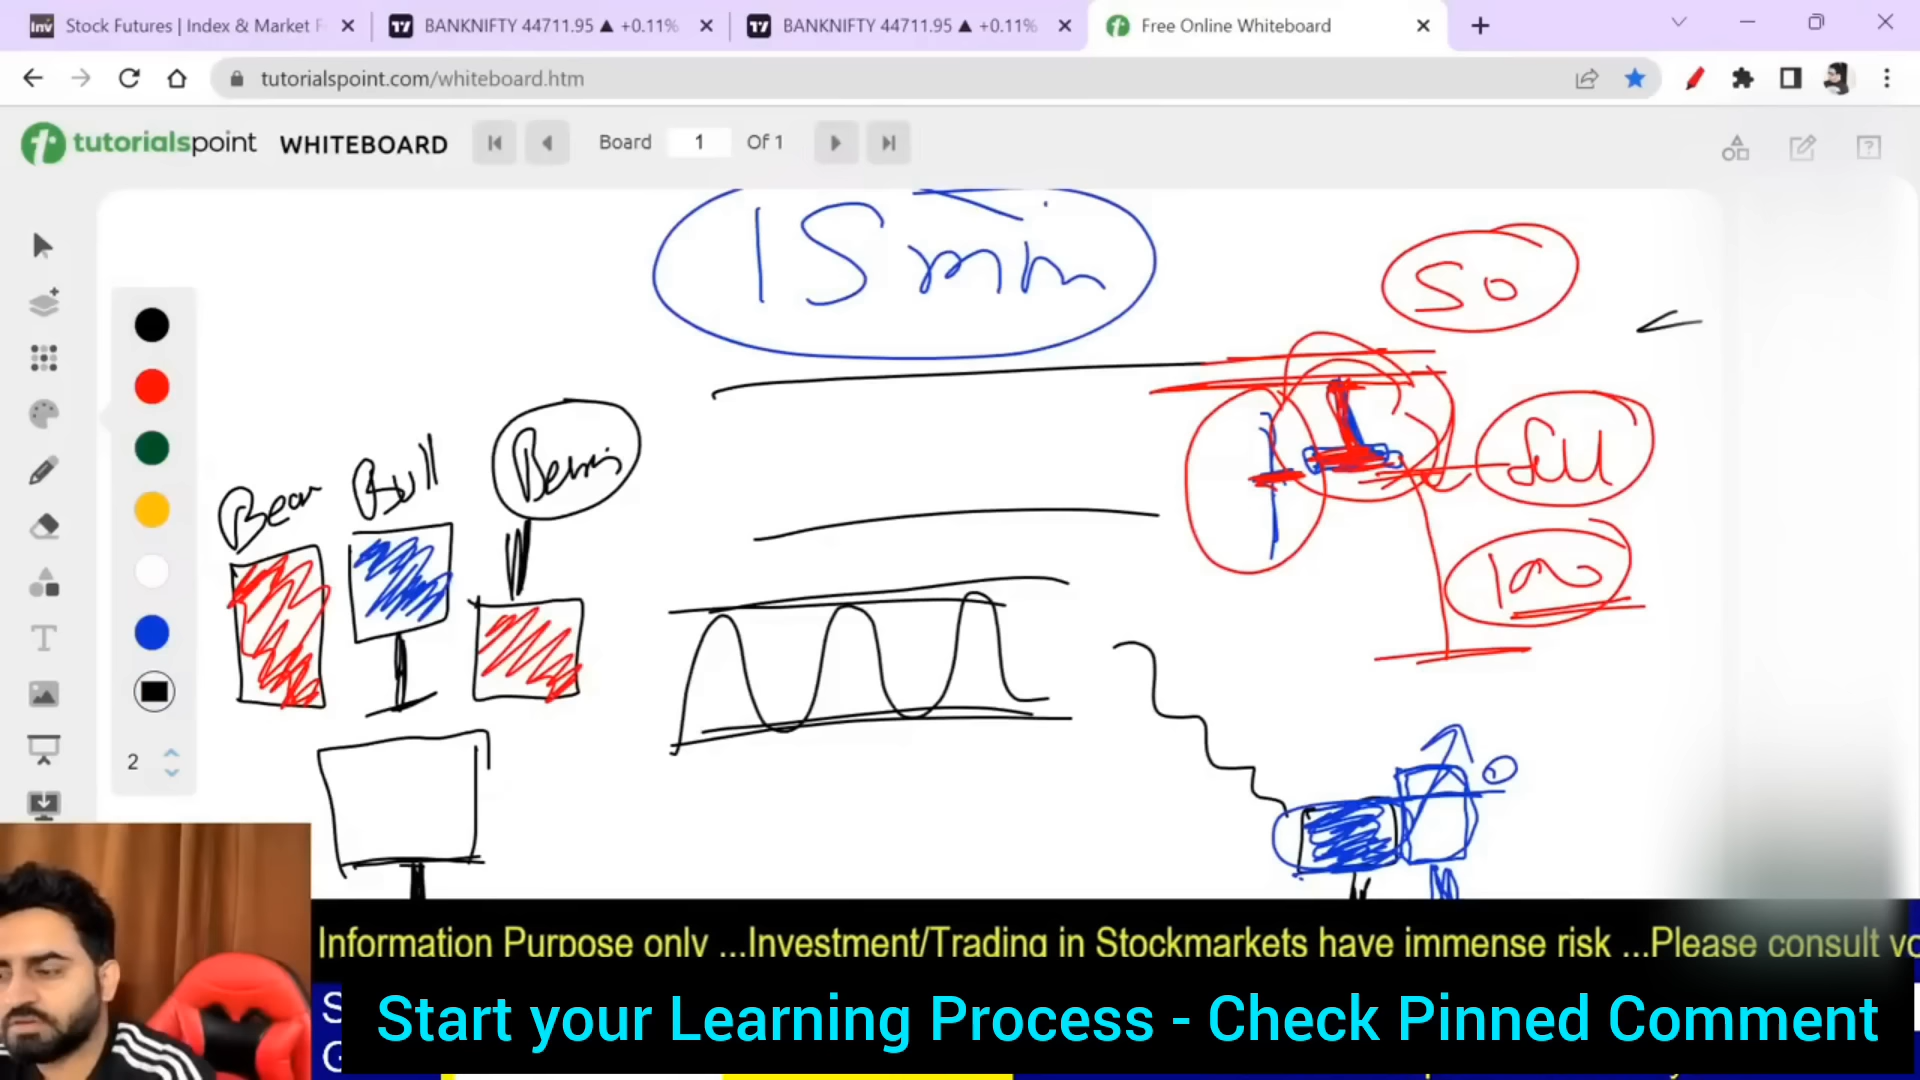 Stock Futures | Index & Market F
BANKNIFTY 44711.95 ▲ +0.11%
BANKNIFTY 44711.95 ▲ +0.11%
Free Online Whiteboard
tutorialspoint.com/whiteboard.htm
tutorialspoint WHITEBOARD Board 1 Of 1
15 min
50
Bear
Bull
sell
100
T
2
Information Purpose only ...Investment/Trading in Stockmarkets have immense risk ...Please consult yo
S
Start your Learning Process - Check Pinned Comment
G